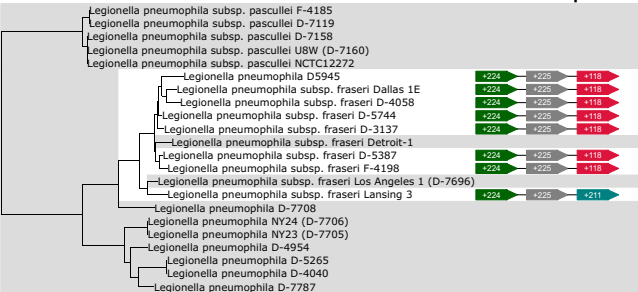 Legionella pneumophila subsp. pascullei F-4185
Legionella pneumophila subsp. pascullei D-7119
Legionella pneumophila subsp. pascullei D-7158
Legionella pneumophila subsp. pascullei U8W (D-7160)
Legionella pneumophila subsp. pascullei NCTC12272
Legionella pneumophila D5945 +224 +225 +118
Legionella pneumophila subsp. fraseri Dallas 1E +224 +225 +118
Legionella pneumophila subsp. fraseri D-4058 +224 +225 +118
Legionella pneumophila subsp. fraseri D-5744 +224 +225 +118
Legionella pneumophila subsp. fraseri D-3137 +224 +225 +118
Legionella pneumophila subsp. fraseri Detroit-1
Legionella pneumophila subsp. fraseri D-5387 +224 +225 +118
Legionella pneumophila subsp. fraseri F-4198 +224 +225 +118
Legionella pneumophila subsp. fraseri Los Angeles 1 (D-7696)
Legionella pneumophila subsp. fraseri Lansing 3 +224 +225 +211
Legionella pneumophila D-7708
Legionella pneumophila NY24 (D-7706)
Legionella pneumophila NY23 (D-7705)
Legionella pneumophila D-4954
Legionella pneumophila D-5265
Legionella pneumophila D-4040
Legionella pneumophila D-7787